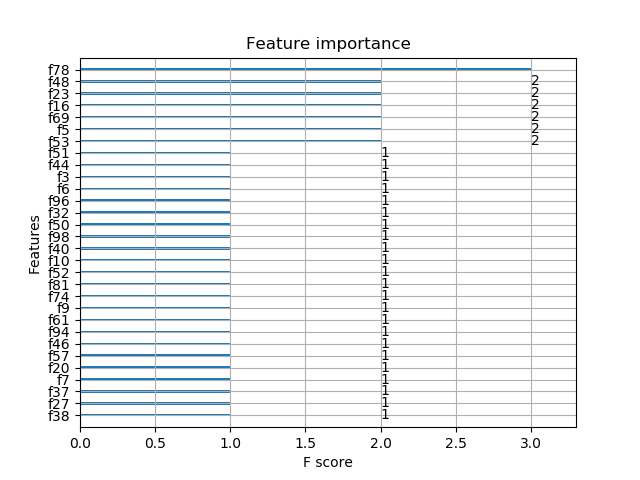 Feature importance
f78
f48 2
f23 2
f16 2
f69 2
f5 2
f53 2
f51 1
f44 1
f3 1
f6 1
f96 1
f32 1
f50 1
f98 1
f40 1
f10 1
f52 1
f81 1
f74 1
f9 1
f61 1
f94 1
f46 1
f57 1
f20 1
f7 1
f37 1
f27 1
f38 1
Features
0.0 0.5 1.0 1.5 2.0 2.5 3.0
F score